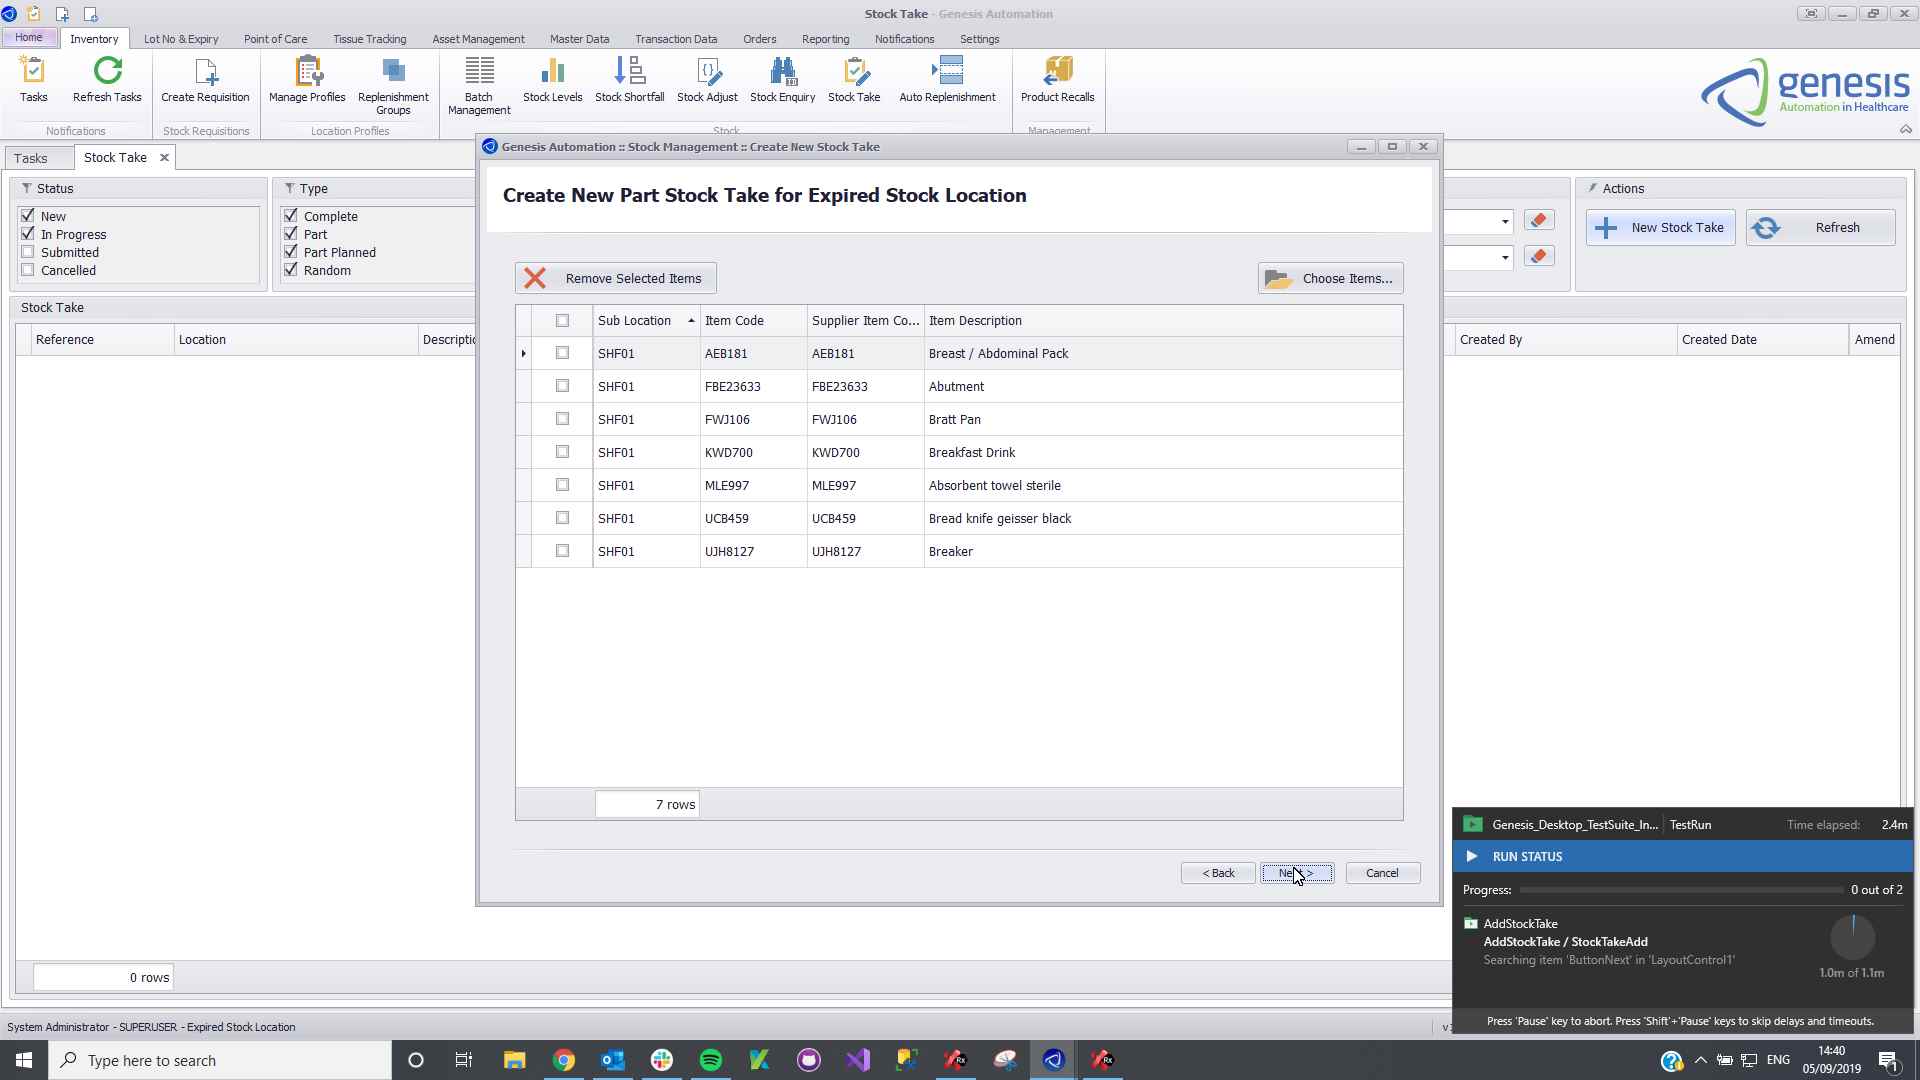 Stock Take - Genesis Automation
Home
Inventory
Lot No & Expiry
Point of Care
Tissue Tracking
Asset Management
Master Data
Transaction Data
Orders
Reporting
Notifications
Settings
Tasks
Refresh Tasks
Create Requisition
Manage Profiles
Replenishment
Groups
Batch
Management
Stock Levels
Stock Shortfall
Stock Adjust
Stock Enquiry
Stock Take
Auto Replenishment
Product Recalls
Notifications
Stock Requisitions
Location Profiles
Stock
Management
genesis
Automation in Healthcare
Tasks
Stock Take
Status
New
In Progress
Submitted
Cancelled
Type
Complete
Part
Part Planned
Random
Actions
New Stock Take
Refresh
Stock Take
Reference
Location
Descriptio
Created By
Created Date
Amend
0 rows
Genesis Automation :: Stock Management :: Create New Stock Take
Create New Part Stock Take for Expired Stock Location
Remove Selected Items
Choose Items...
Sub Location Item Code Supplier Item Co... Item Description
SHF01 AEB181 AEB181 Breast / Abdominal Pack
SHF01 FBE23633 FBE23633 Abutment
SHF01 FWJ106 FWJ106 Bratt Pan
SHF01 KWD700 KWD700 Breakfast Drink
SHF01 MLE997 MLE997 Absorbent towel sterile
SHF01 UCB459 UCB459 Bread knife geisser black
SHF01 UJH8127 UJH8127 Breaker
7 rows
< Back
Next >
Cancel
Genesis_Desktop_TestSuite_In... TestRun Time elapsed: 2.4m
RUN STATUS
Progress: 0 out of 2
AddStockTake
AddStockTake / StockTakeAdd
Searching item 'ButtonNext' in 'LayoutControl1'
1.0m of 1.1m
Press 'Pause' key to abort. Press 'Shift'+'Pause' keys to skip delays and timeouts.
System Administrator - SUPERUSER - Expired Stock Location
Type here to search
ENG
14:40
05/09/2019
1